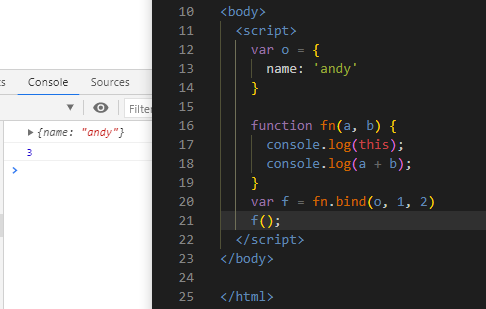 ts
Console
Sources
Filter
▶ {name: "andy"}
3
>
10 <body>
11 <script>
12 var o = {
13 name: 'andy'
14 }
15
16 function fn(a, b) {
17 console.log(this);
18 console.log(a + b);
19 }
20 var f = fn.bind(o, 1, 2)
21 f();
22 </script>
23 </body>
24
25 </html>